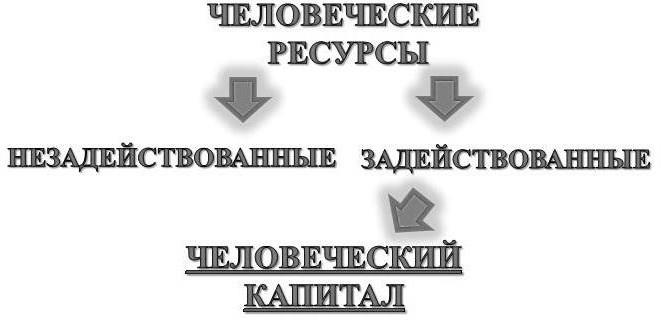 ЧЕЛОВЕЧЕСКИЕ
РЕСУРСЫ
НЕЗАДЕЙСТВОВАННЫЕ ЗАДЕЙСТВОВАННЫЕ
ЧЕЛОВЕЧЕСКИЙ
КАПИТАЛ